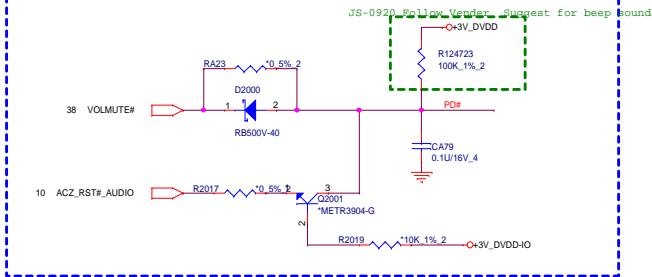 JS-0920 Follow Vender Suggest for beep sound
+3V_DVDD
R124723
100K_1%_2
RA23
*0_5%_2
D2000
38 VOLMUTE#
1
2
PD#
RB500V-40
CA79
0.1U/16V_4
10 ACZ_RST#_AUDIO
R2017
*0_5%_2
1
3
Q2001
*METR3904-G
2
R2019
*10K_1%_2
+3V_DVDD-IO